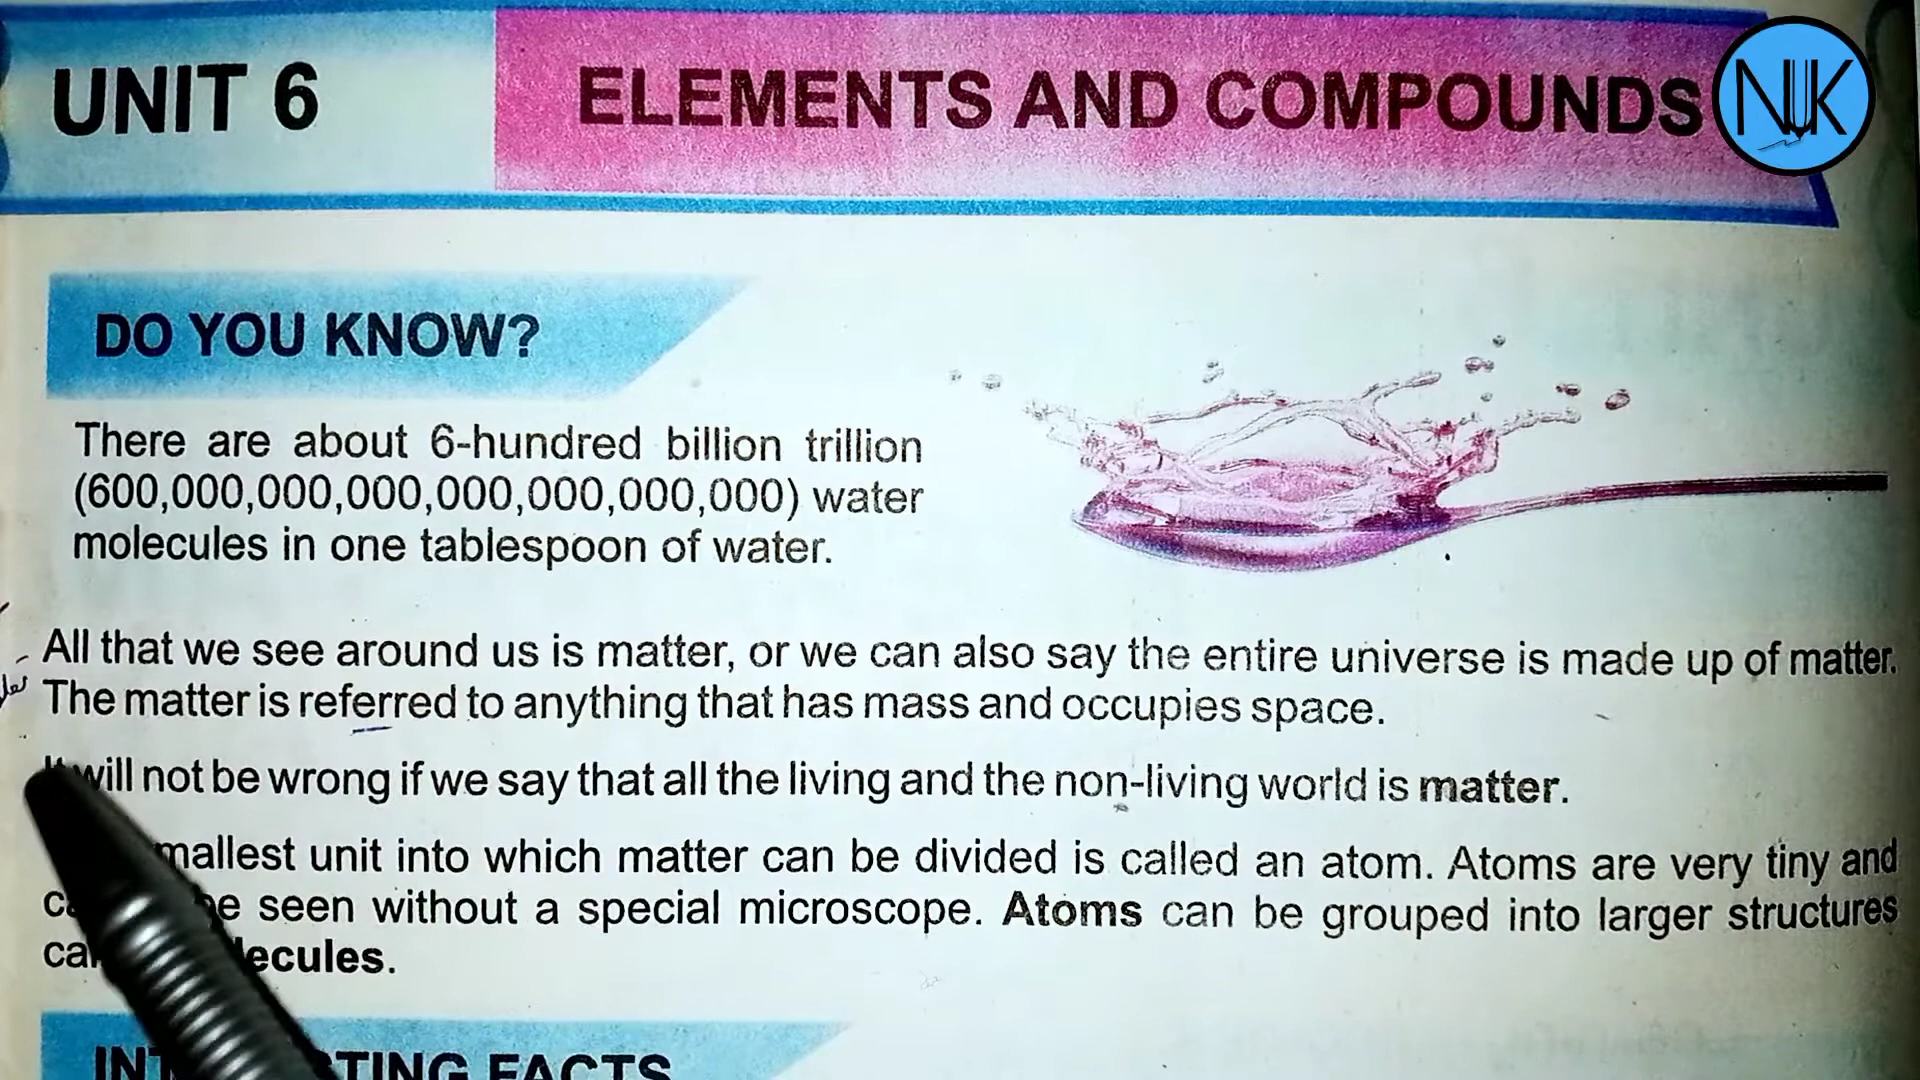 UNIT 6
ELEMENTS AND COMPOUNDS
NUK
DO YOU KNOW?
There are about 6-hundred billion trillion
(600,000,000,000,000,000,000,000) water
molecules in one tablespoon of water.
All that we see around us is matter, or we can also say the entire universe is made up of matter.
The matter is referred to anything that has mass and occupies space.
It will not be wrong if we say that all the living and the non-living world is matter.
mallest unit into which matter can be divided is called an atom. Atoms are very tiny and
be seen without a special microscope. Atoms can be grouped into larger structures
ecules.
FACTS